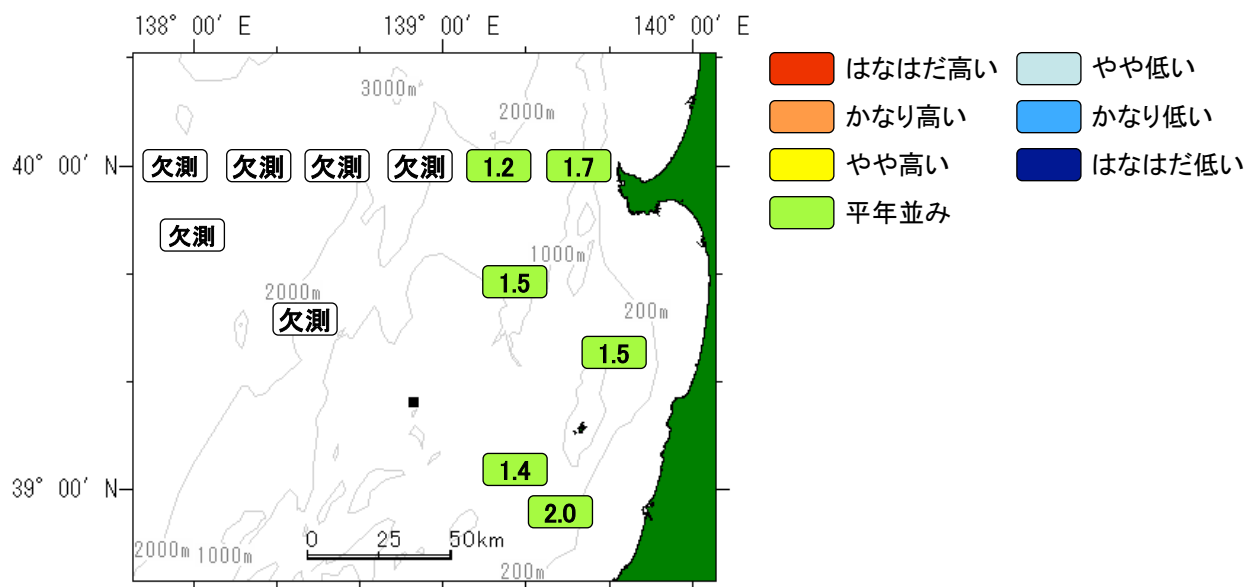 138° 00′ E 139° 00′ E 140° 00′ E
はなはだ高い やや低い
3000m
2000m
かなり高い かなり低い
40° 00′ N 欠測 欠測 欠測 欠測 1.2 1.7
やや高い はなはだ低い
平年並み
欠測
1000m
1.5
2000m
200m
欠測
1.5
1.4
39° 00′ N
2.0
0 25 50km
2000m 1000m
200m